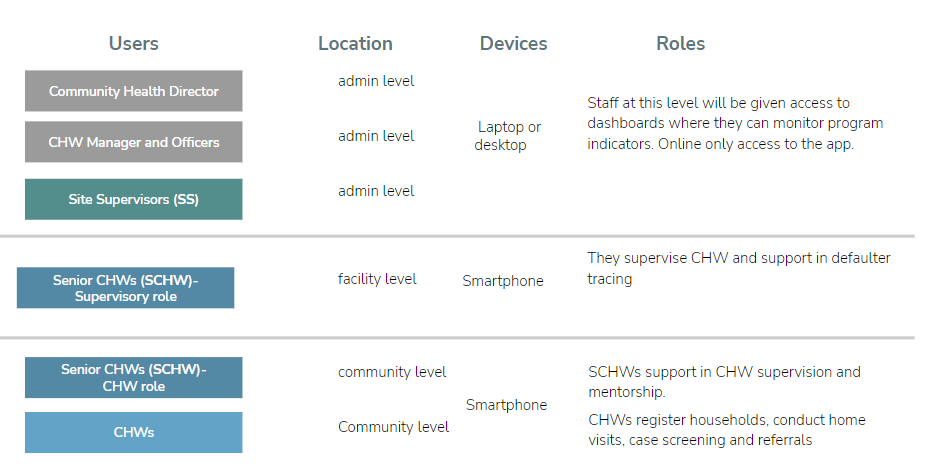 Users Location Devices Roles
Community Health Director
admin level
CHW Manager and Officers
admin level
Site Supervisors (SS)
admin level
Laptop or
desktop
Staff at this level will be given access to
dashboards where they can monitor program
indicators. Online only access to the app.
Senior CHWs (SCHW)-
Supervisory role
facility level
Smartphone
They supervise CHW and support in defaulter
tracing
Senior CHWs (SCHW)-
CHW role
community level
CHWs
Community level
Smartphone
SCHWs support in CHW supervision and
mentorship.
CHWs register households, conduct home
visits, case screening and referrals